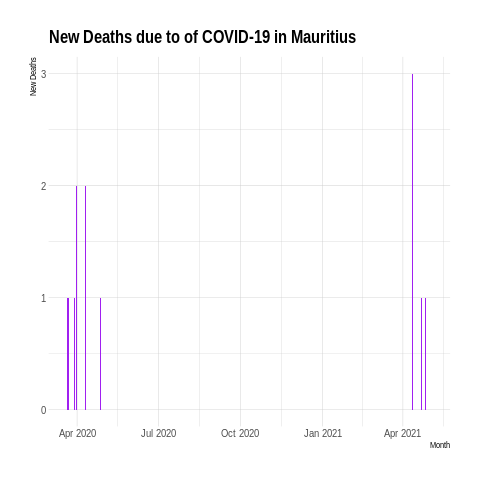 New Deaths due to of COVID-19 in Mauritius
New Deaths
3
2
1
0
Apr 2020 Jul 2020 Oct 2020 Jan 2021 Apr 2021
Month